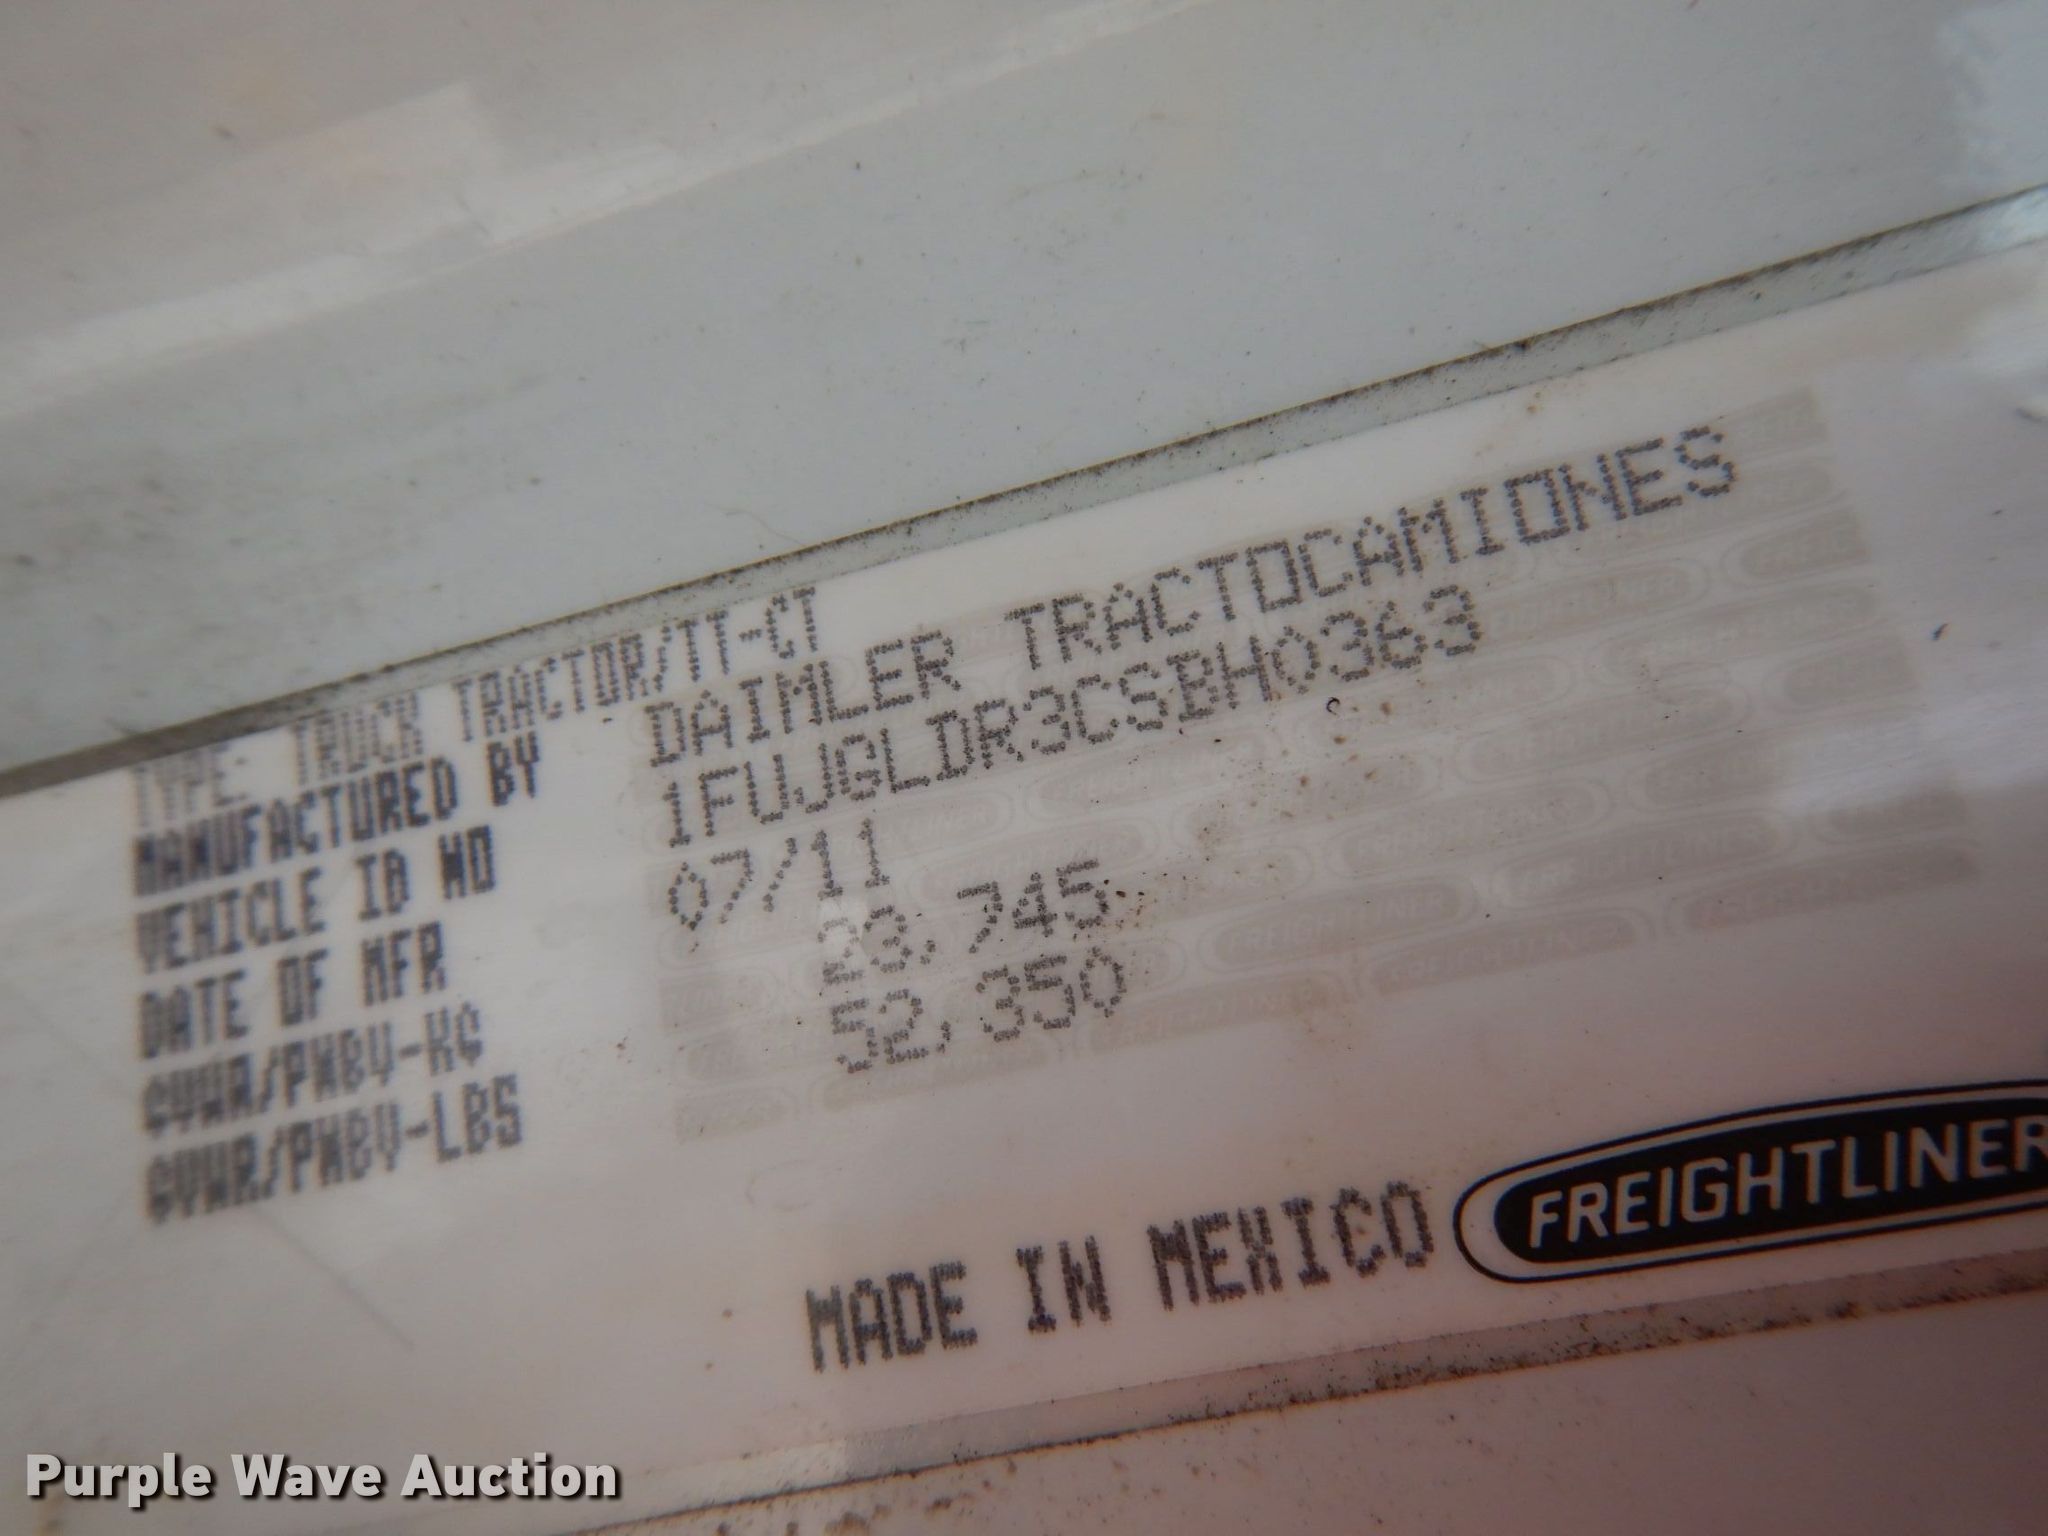 TYPE: TRUCK TRACTOR/TT-CT
MANUFACTURED BY DAIMLER TRACTOCAMIONES
VEHICLE ID NO 1FUJGLDR3CSBH0363
DATE OF MFR 07/11
GVWR/PNBV-KG 23,745
GVWR/PNBV-LBS 52,350
MADE IN MEXICO FREIGHTLINER
Purple Wave Auction